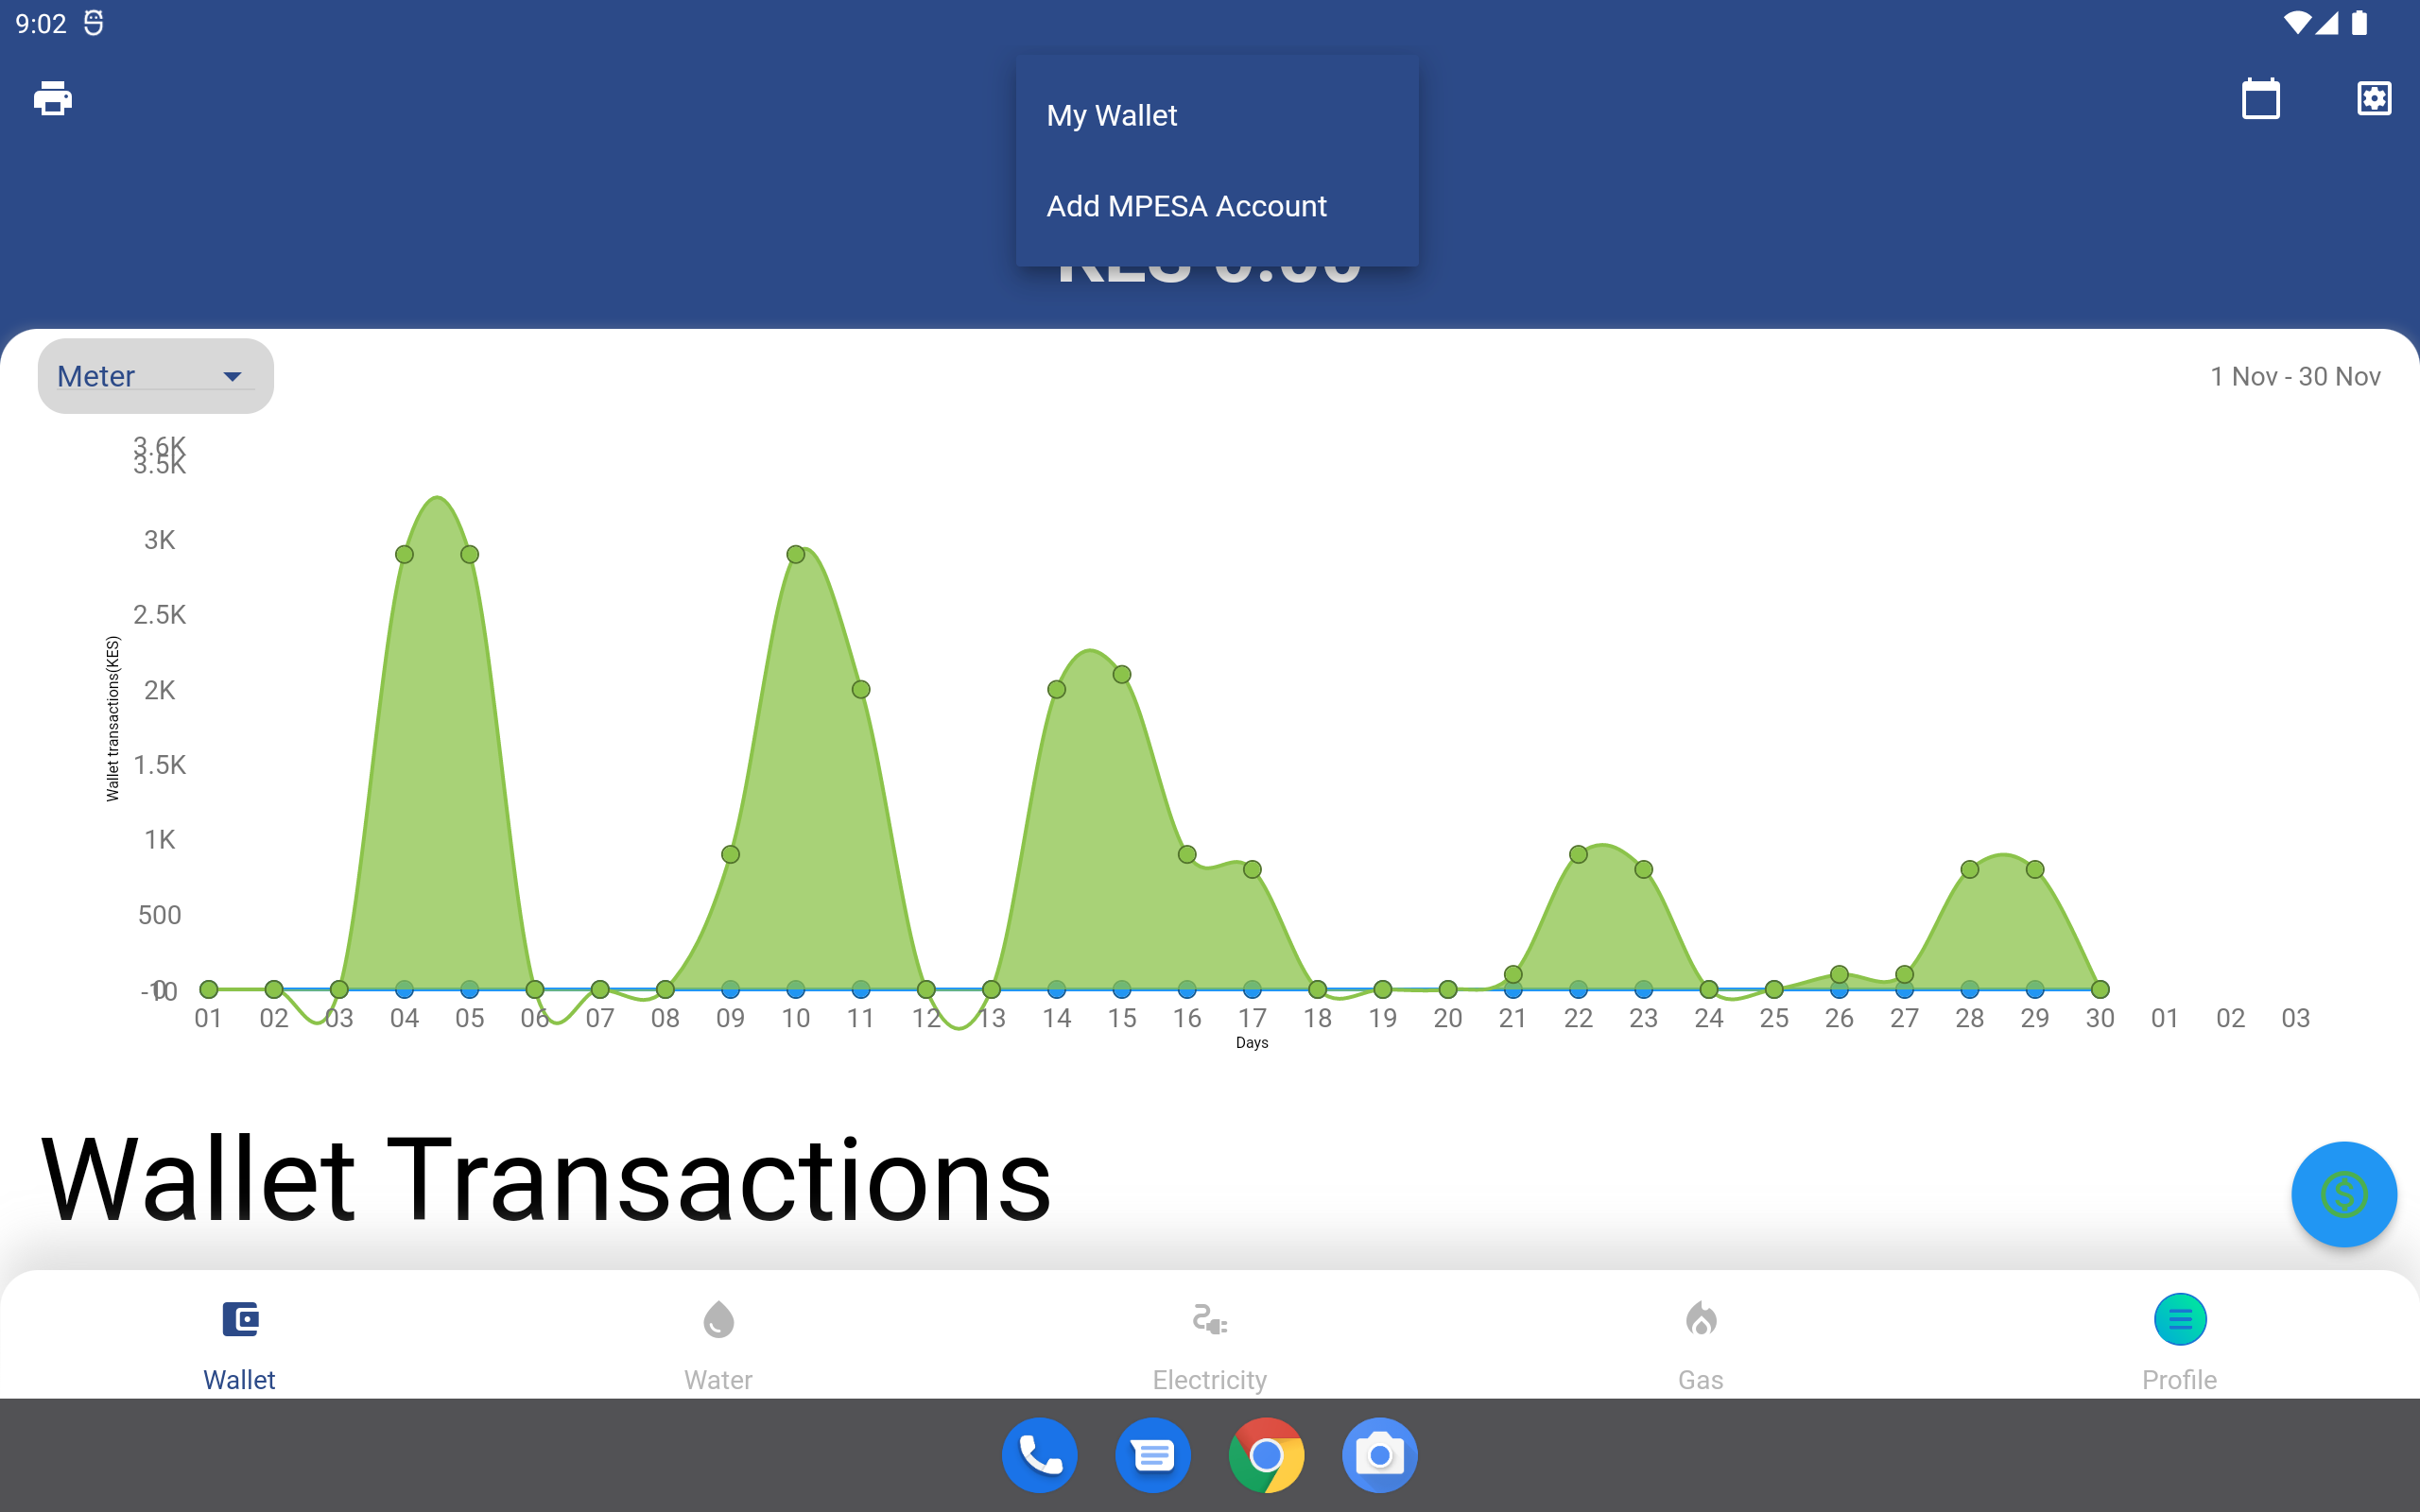 9:02
My Wallet
Add MPESA Account
KES 0.00
Meter
1 Nov - 30 Nov
3.6K
3.5K
3K
2.5K
2K
1.5K
1K
500
0
-10
Wallet transactions(KES)
01 02 03 04 05 06 07 08 09 10 11 12 13 14 15 16 17 18 19 20 21 22 23 24 25 26 27 28 29 30 01 02 03
Days
Wallet Transactions
Wallet Water Electricity Gas Profile